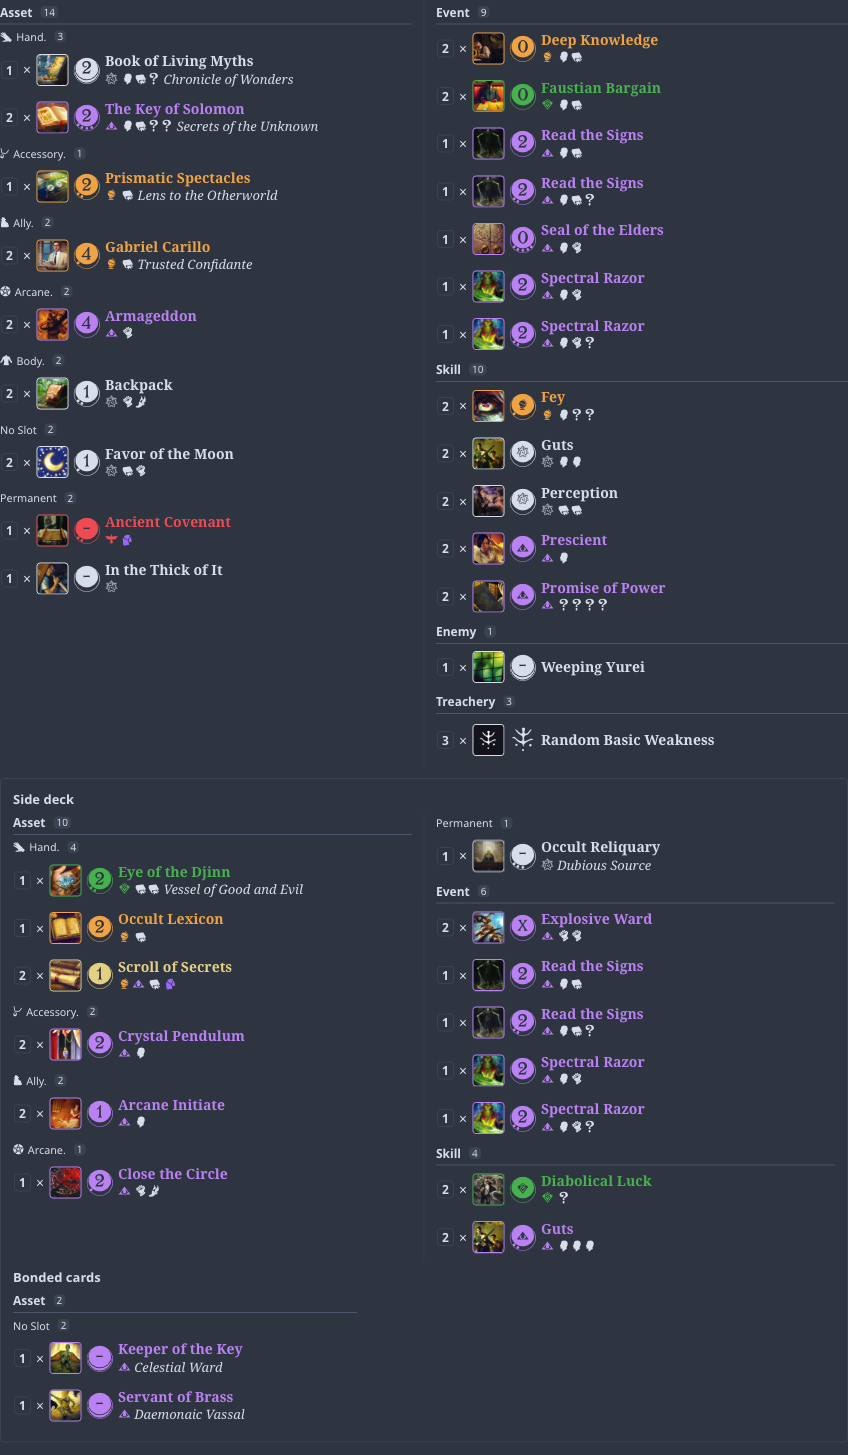 Asset 14
Hand. 3
1 × 2 Book of Living Myths
? Chronicle of Wonders
2 × 2 The Key of Solomon
? ? Secrets of the Unknown
Accessory. 1
1 × 2 Prismatic Spectacles
Lens to the Otherworld
Ally. 2
2 × 4 Gabriel Carillo
Trusted Confidante
Arcane. 2
2 × 4 Armageddon
Body. 2
2 × 1 Backpack
No Slot 2
2 × 1 Favor of the Moon
Permanent 2
1 × – Ancient Covenant
1 × – In the Thick of It
Event 9
2 × 0 Deep Knowledge
2 × 0 Faustian Bargain
1 × 2 Read the Signs
1 × 2 Read the Signs
?
1 × 0 Seal of the Elders
1 × 2 Spectral Razor
1 × 2 Spectral Razor
?
Skill 10
2 × Fey
? ?
2 × Guts
2 × Perception
2 × Prescient
2 × Promise of Power
? ? ? ?
Enemy 1
1 × – Weeping Yurei
Treachery 3
3 × Random Basic Weakness
Side deck
Asset 10
Hand. 4
1 × 2 Eye of the Djinn
Vessel of Good and Evil
1 × 2 Occult Lexicon
2 × 1 Scroll of Secrets
Accessory. 2
2 × 2 Crystal Pendulum
Ally. 2
2 × 1 Arcane Initiate
Arcane. 1
1 × 2 Close the Circle
Permanent 1
1 × – Occult Reliquary
Dubious Source
Event 6
2 × X Explosive Ward
1 × 2 Read the Signs
1 × 2 Read the Signs
?
1 × 2 Spectral Razor
1 × 2 Spectral Razor
?
Skill 4
2 × Diabolical Luck
?
2 × Guts
Bonded cards
Asset 2
No Slot 2
1 × – Keeper of the Key
Celestial Ward
1 × – Servant of Brass
Daemonaic Vassal